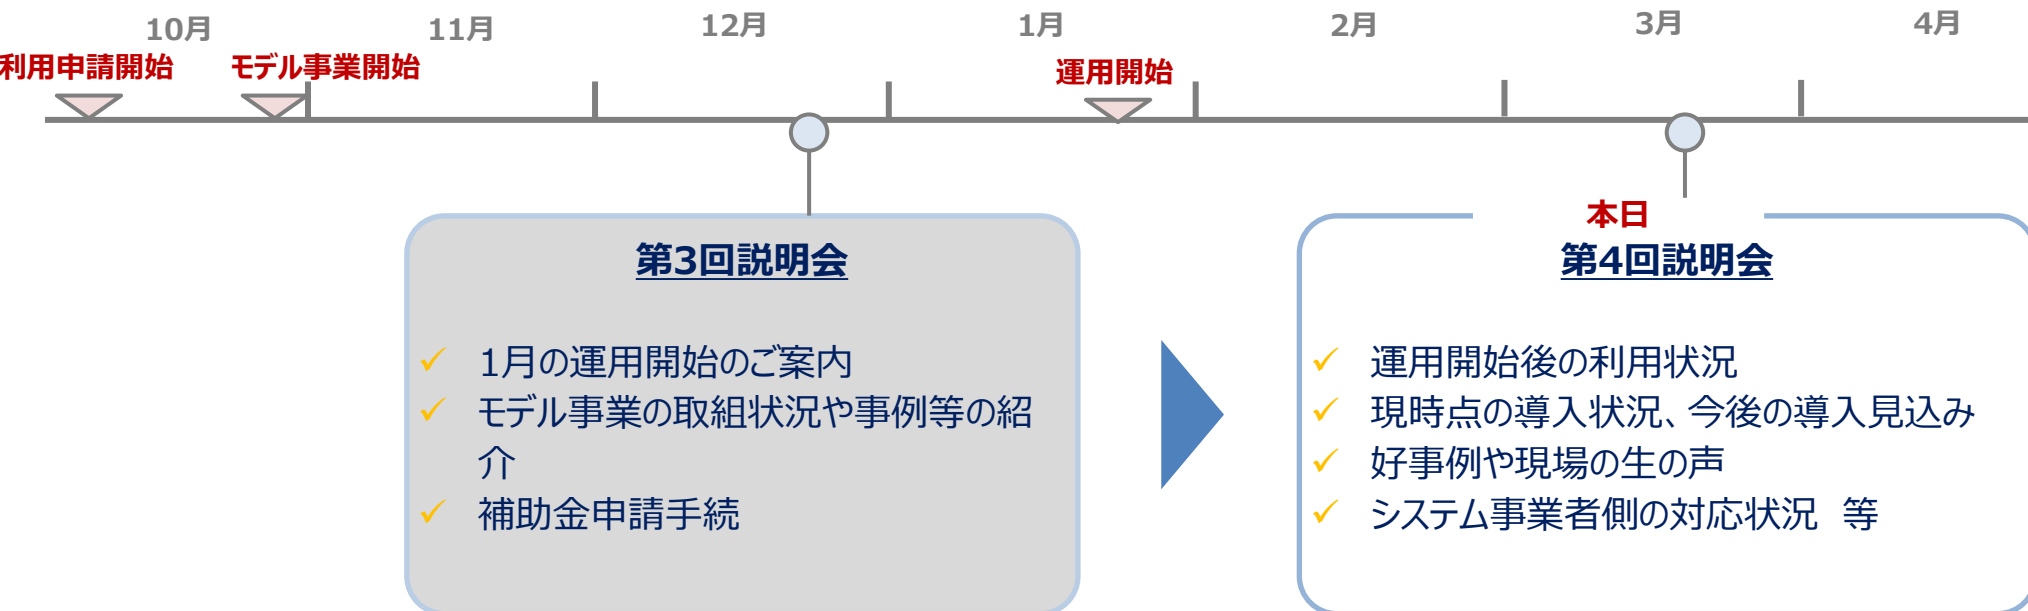 10月 11月 12月 1月 2月 3月 4月
利用申請開始 モデル事業開始 運用開始
第3回説明会
1月の運用開始のご案内
モデル事業の取組状況や事例等の紹
介
補助金申請手続
本日
第4回説明会
運用開始後の利用状況
現時点の導入状況、今後の導入見込み
好事例や現場の生の声
システム事業者側の対応状況　等